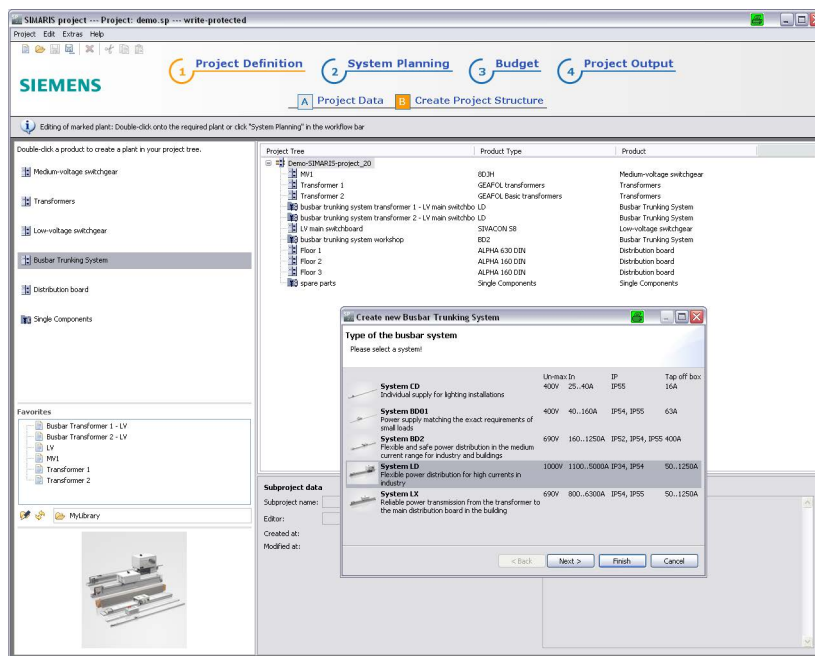 SIMARIS project --- Project: demo.sp --- write-protected
Project Edit Extras Help
SIEMENS
1 Project Definition 2 System Planning 3 Budget 4 Project Output
A Project Data B Create Project Structure
Editing of marked plant: Double-click onto the required plant or click "System Planning" in the workflow bar
Double-click a product to create a plant in your project tree.
Medium-voltage switchgear
Transformers
Low-voltage switchgear
Busbar Trunking System
Distribution board
Single Components
Favorites
Busbar Transformer 1 - LV
Busbar Transformer 2 - LV
LV
MV1
Transformer 1
Transformer 2
MyLibrary
Project Tree Product Type Product
Demo-SIMARIS-project_20
MV1 8DJH Medium-voltage switchgear
Transformer 1 GEAFOL transformers Transformers
Transformer 2 GEAFOL Basic transformers Transformers
busbar trunking system transformer 1 - LV main switchbo LD Busbar Trunking System
busbar trunking system transformer 2 - LV main switchbo LD Busbar Trunking System
LV main switchboard SIVACON S8 Low-voltage switchgear
busbar trunking system workshop BD2 Busbar Trunking System
Floor 1 ALPHA 630 DIN Distribution board
Floor 2 ALPHA 160 DIN Distribution board
Floor 3 ALPHA 160 DIN Distribution board
spare parts Single Components Single Components
Subproject data
Subproject name:
Editor:
Created at:
Modified at:
Create new Busbar Trunking System
Type of the busbar system
Please select a system!
Un-max In IP Tap off box
System CD 400V 25..40A IP55 16A
Individual supply for lighting installations
System BD01 400V 40..160A IP54, IP55 63A
Power supply matching the exact requirements of
small loads
System BD2 690V 160..1250A IP52, IP54, IP55 400A
Flexible and safe power distribution in the medium
current range for industry and buildings
System LD 1000V 1100..5000A IP34, IP54 50..1250A
Flexible power distribution for high currents in
industry
System LX 690V 800..6300A IP54, IP55 50..1250A
Reliable power transmission from the transformer to
the main distribution board in the building
< Back Next > Finish Cancel